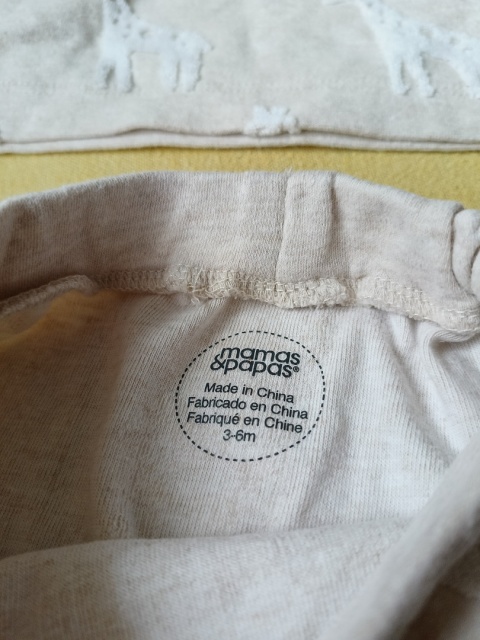 mamas
&papas®
Made in China
Fabricado en China
Fabriqué en Chine
3-6m